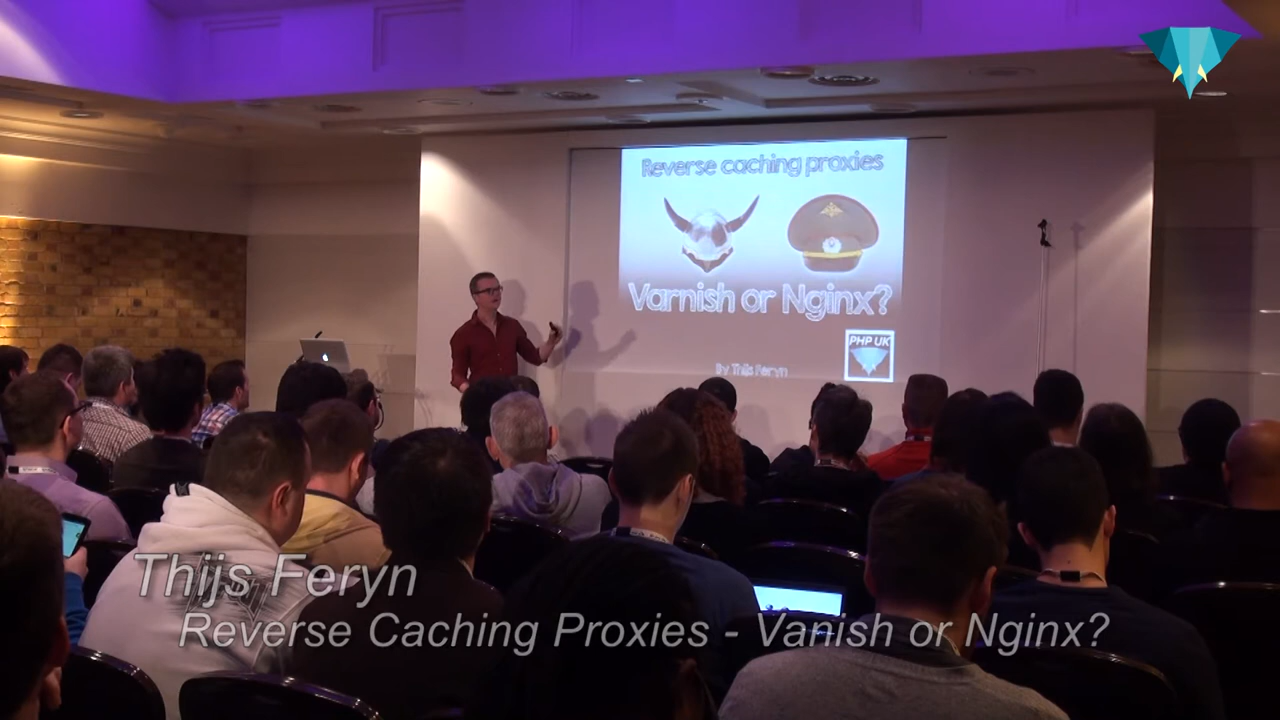 Reverse caching proxies
Varnish or Nginx?
PHP UK
By Thijs Feryn
Thijs Feryn
Reverse Caching Proxies - Vanish or Nginx?